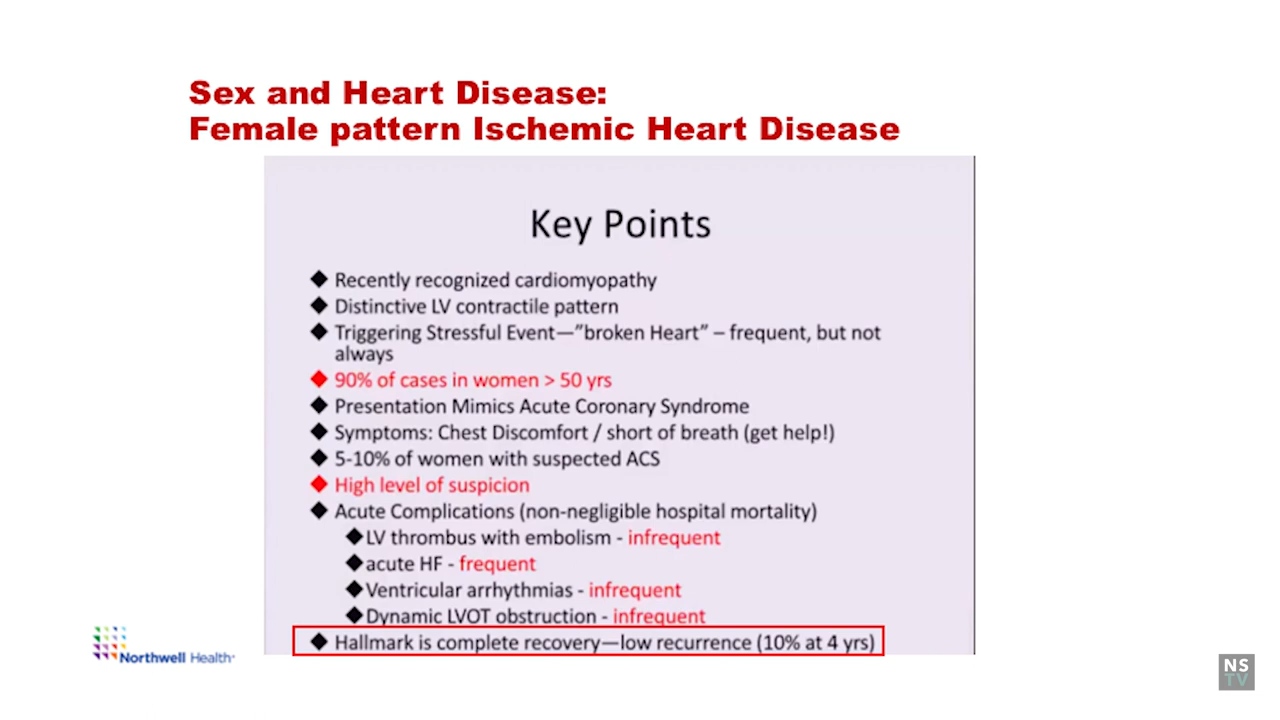 Sex and Heart Disease:
Female pattern Ischemic Heart Disease
Key Points
Recently recognized cardiomyopathy
Distinctive LV contractile pattern
Triggering Stressful Event—”broken Heart” – frequent, but not
always
90% of cases in women > 50 yrs
Presentation Mimics Acute Coronary Syndrome
Symptoms: Chest Discomfort / short of breath (get help!)
5-10% of women with suspected ACS
High level of suspicion
Acute Complications (non-negligible hospital mortality)
LV thrombus with embolism - infrequent
acute HF - frequent
Ventricular arrhythmias - infrequent
Dynamic LVOT obstruction - infrequent
Hallmark is complete recovery—low recurrence (10% at 4 yrs)
Northwell Health
NS
TV